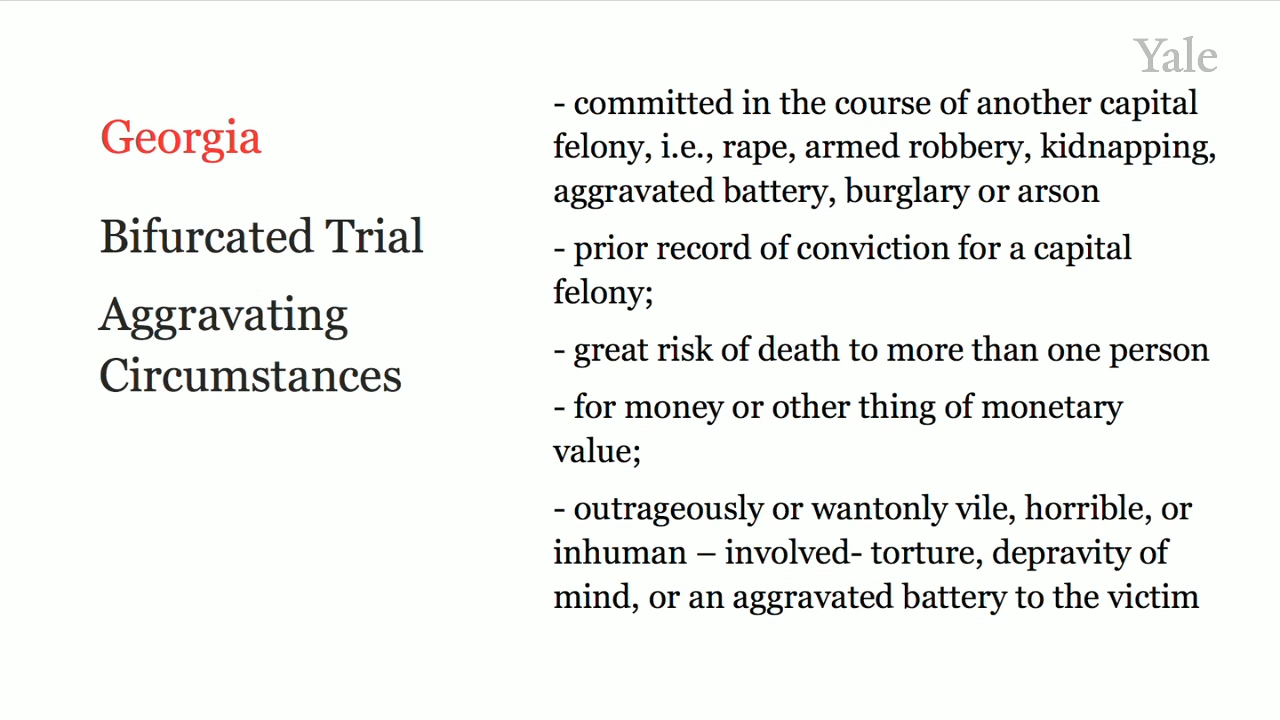 Yale
Georgia
Bifurcated Trial
Aggravating
Circumstances
- committed in the course of another capital
felony, i.e., rape, armed robbery, kidnapping,
aggravated battery, burglary or arson
- prior record of conviction for a capital
felony;
- great risk of death to more than one person
- for money or other thing of monetary
value;
- outrageously or wantonly vile, horrible, or
inhuman – involved- torture, depravity of
mind, or an aggravated battery to the victim